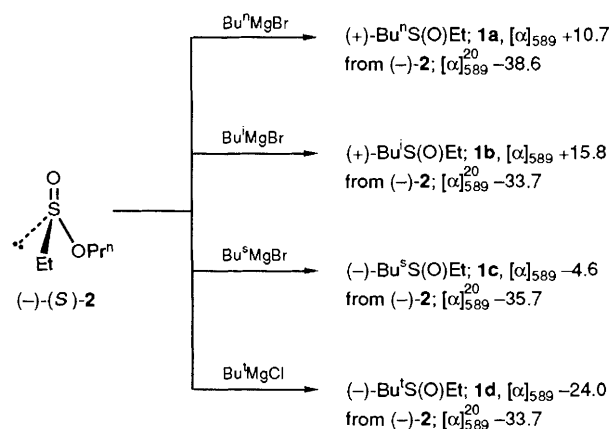 BuⁿMgBr
(+)-BuⁿS(O)Et; 1a, [α]₅₈₉ +10.7
from (–)-2; [α]²⁰₅₈₉ –38.6
BuⁱMgBr
(+)-BuⁱS(O)Et; 1b, [α]₅₈₉ +15.8
from (–)-2; [α]²⁰₅₈₉ –33.7
O
S
OPrⁿ
Et
(–)-(S)-2
BuˢMgBr
(–)-BuˢS(O)Et; 1c, [α]₅₈₉ –4.6
from (–)-2; [α]²⁰₅₈₉ –35.7
BuᵗMgCl
(–)-BuᵗS(O)Et; 1d, [α]₅₈₉ –24.0
from (–)-2; [α]²⁰₅₈₉ –33.7